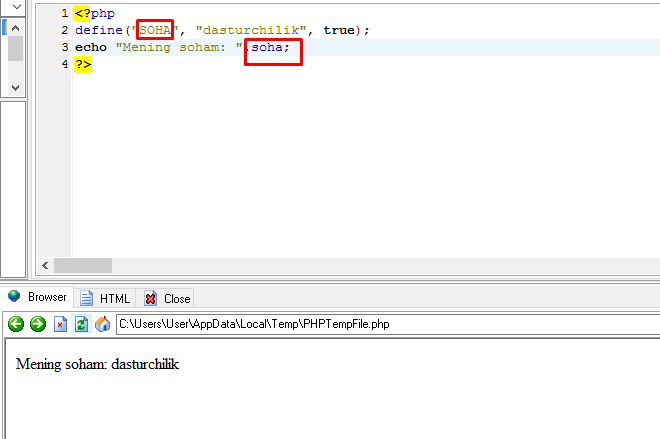 1 <?php
2 define("SOHA", "dasturchilik", true);
3 echo "Mening soham: ".soha;
4 ?>
Browser HTML Close
C:\Users\User\AppData\Local\Temp\PHPTempFile.php
Mening soham: dasturchilik